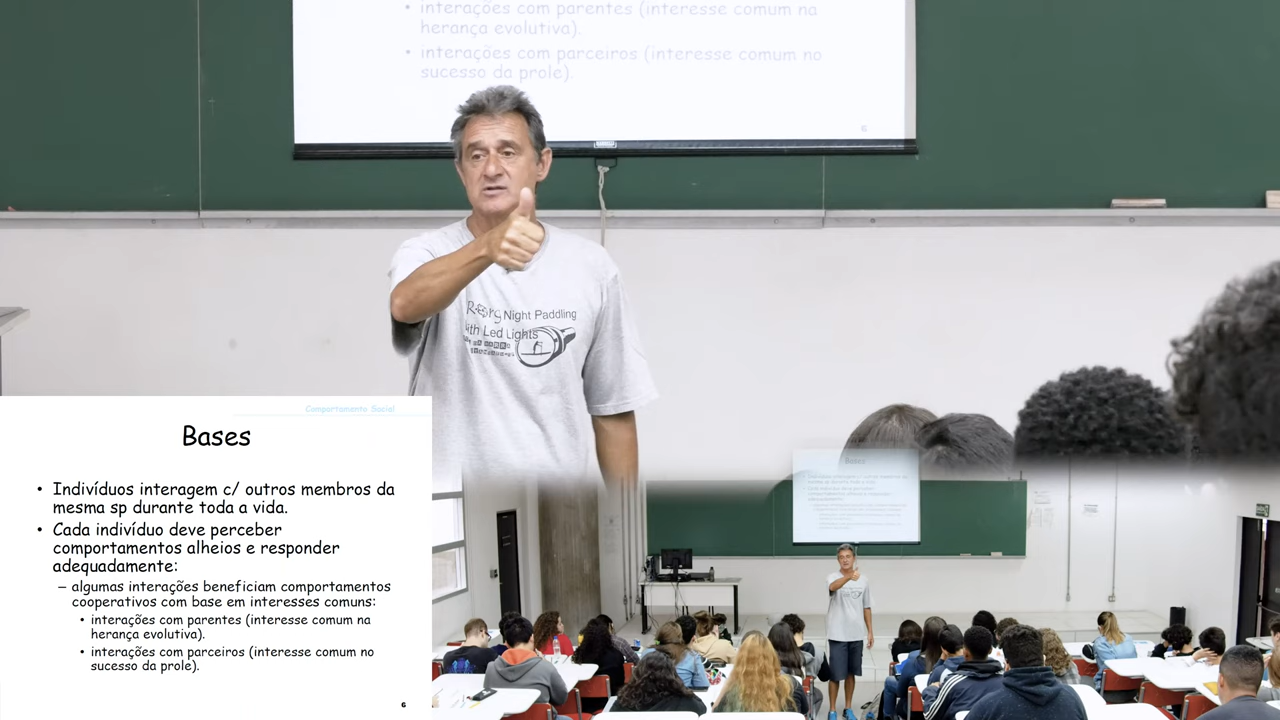 • interações com parentes (interesse comum na
herança evolutiva).
• interações com parceiros (interesse comum no
sucesso da prole).
6
Night Paddling
ith Led Lights
Comportamento Social
Bases
• Indivíduos interagem c/ outros membros da
mesma sp durante toda a vida.
• Cada indivíduo deve perceber
comportamentos alheios e responder
adequadamente:
– algumas interações beneficiam comportamentos
cooperativos com base em interesses comuns:
• interações com parentes (interesse comum na
herança evolutiva).
• interações com parceiros (interesse comum no
sucesso da prole).
6
Bases